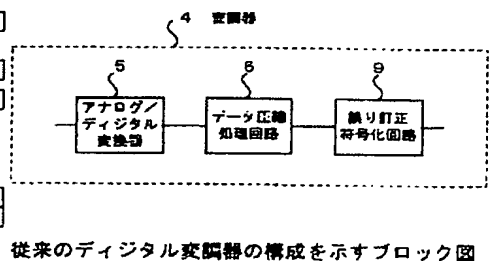 4 変調器
5
6
9
アナログ/
ディジタル
変換器
データ圧縮
処理回路
誤り訂正
符号化回路
従来のディジタル変調器の構成を示すブロック図